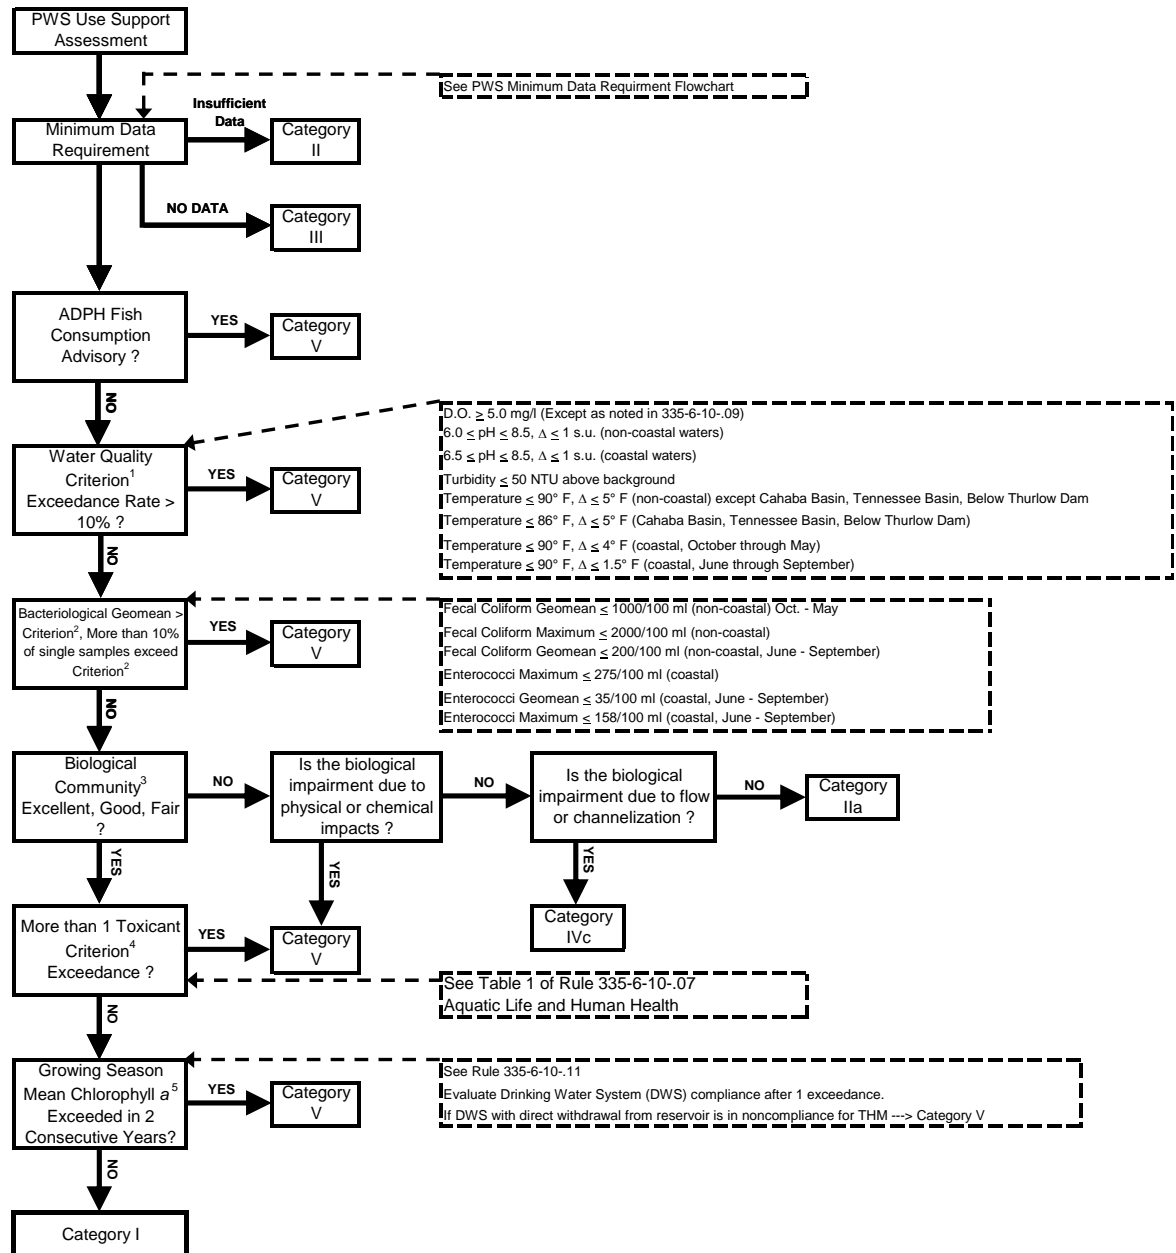 PWS Use Support
Assessment
See PWS Minimum Data Requirment Flowchart
Insufficient
Data
Minimum Data
Requirement
Category
II
NO DATA
Category
III
ADPH Fish
Consumption
Advisory ?
YES
Category
V
NO
D.O. ≥ 5.0 mg/l (Except as noted in 335-6-10-.09)
6.0 ≤ pH ≤ 8.5, Δ ≤ 1 s.u. (non-coastal waters)
6.5 ≤ pH ≤ 8.5, Δ ≤ 1 s.u. (coastal waters)
Turbidity ≤ 50 NTU above background
Temperature ≤ 90° F, Δ ≤ 5° F (non-coastal) except Cahaba Basin, Tennessee Basin, Below Thurlow Dam
Temperature ≤ 86° F, Δ ≤ 5° F (Cahaba Basin, Tennessee Basin, Below Thurlow Dam)
Temperature ≤ 90° F, Δ ≤ 4° F (coastal, October through May)
Temperature ≤ 90° F, Δ ≤ 1.5° F (coastal, June through September)
Water Quality
Criterion¹
Exceedance Rate >
10% ?
YES
Category
V
NO
Bacteriological Geomean >
Criterion², More than 10%
of single samples exceed
Criterion²
YES
Category
V
Fecal Coliform Geomean ≤ 1000/100 ml (non-coastal) Oct. - May
Fecal Coliform Maximum ≤ 2000/100 ml (non-coastal)
Fecal Coliform Geomean ≤ 200/100 ml (non-coastal, June - September)
Enterococci Maximum ≤ 275/100 ml (coastal)
Enterococci Geomean ≤ 35/100 ml (coastal, June - September)
Enterococci Maximum ≤ 158/100 ml (coastal, June - September)
NO
Biological
Community³
Excellent, Good, Fair
?
NO
Is the biological
impairment due to
physical or chemical
impacts ?
NO
Is the biological
impairment due to flow
or channelization ?
NO
Category
IIa
YES
YES
YES
More than 1 Toxicant
Criterion⁴
Exceedance ?
YES
Category
V
Category
IVc
See Table 1 of Rule 335-6-10-.07
Aquatic Life and Human Health
NO
Growing Season
Mean Chlorophyll a⁵
Exceeded in 2
Consecutive Years?
YES
Category
V
See Rule 335-6-10-.11
Evaluate Drinking Water System (DWS) compliance after 1 exceedance.
If DWS with direct withdrawal from reservoir is in noncompliance for THM ---> Category V
NO
Category I